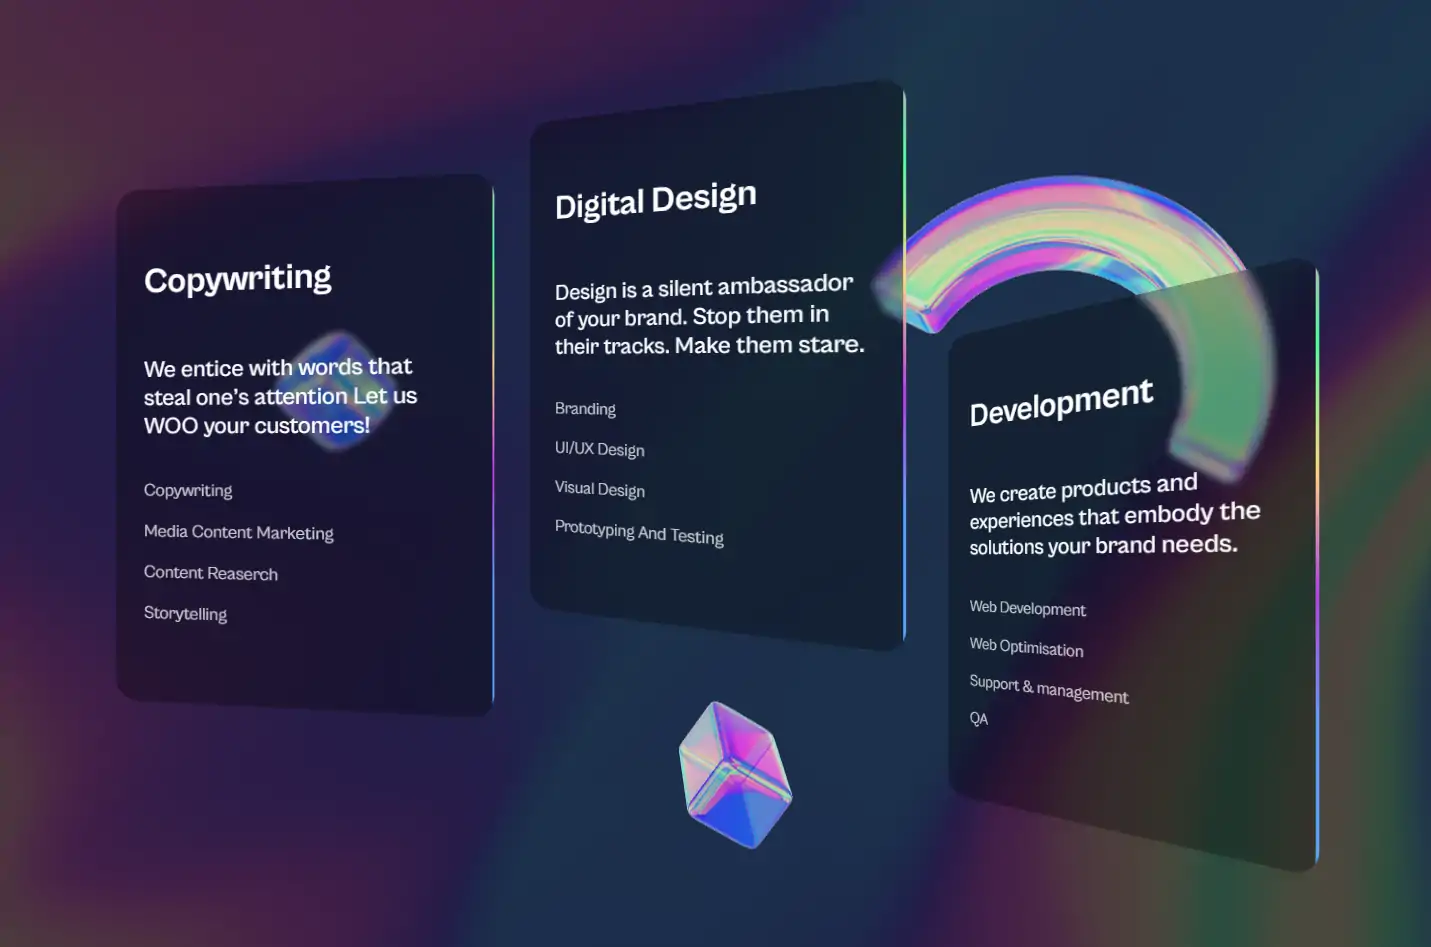 Copywriting
We entice with words that
steal one's attention Let us
WOO your customers!
Copywriting
Media Content Marketing
Content Reaserch
Storytelling
Digital Design
Design is a silent ambassador
of your brand. Stop them in
their tracks. Make them stare.
Branding
UI/UX Design
Visual Design
Prototyping And Testing
Development
We create products and
experiences that embody the
solutions your brand needs.
Web Development
Web Optimisation
Support & management
QA